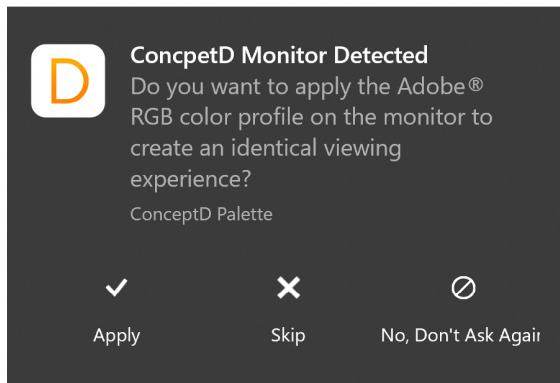 D
ConcpetD Monitor Detected
Do you want to apply the Adobe®
RGB color profile on the monitor to
create an identical viewing
experience?
ConceptD Palette
Apply Skip No, Don't Ask Again